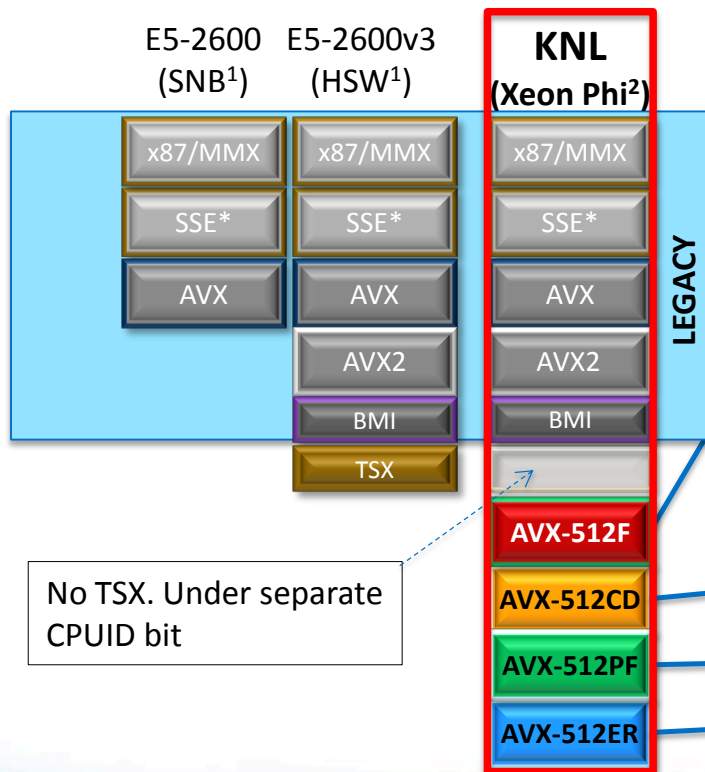 E5-2600 E5-2600v3 KNL
(SNB¹) (HSW¹) (Xeon Phi²)
x87/MMX x87/MMX x87/MMX
SSE* SSE* SSE*
AVX AVX AVX
AVX2 AVX2
BMI BMI
TSX
LEGACY
AVX-512F
No TSX. Under separate
CPUID bit
AVX-512CD
AVX-512PF
AVX-512ER